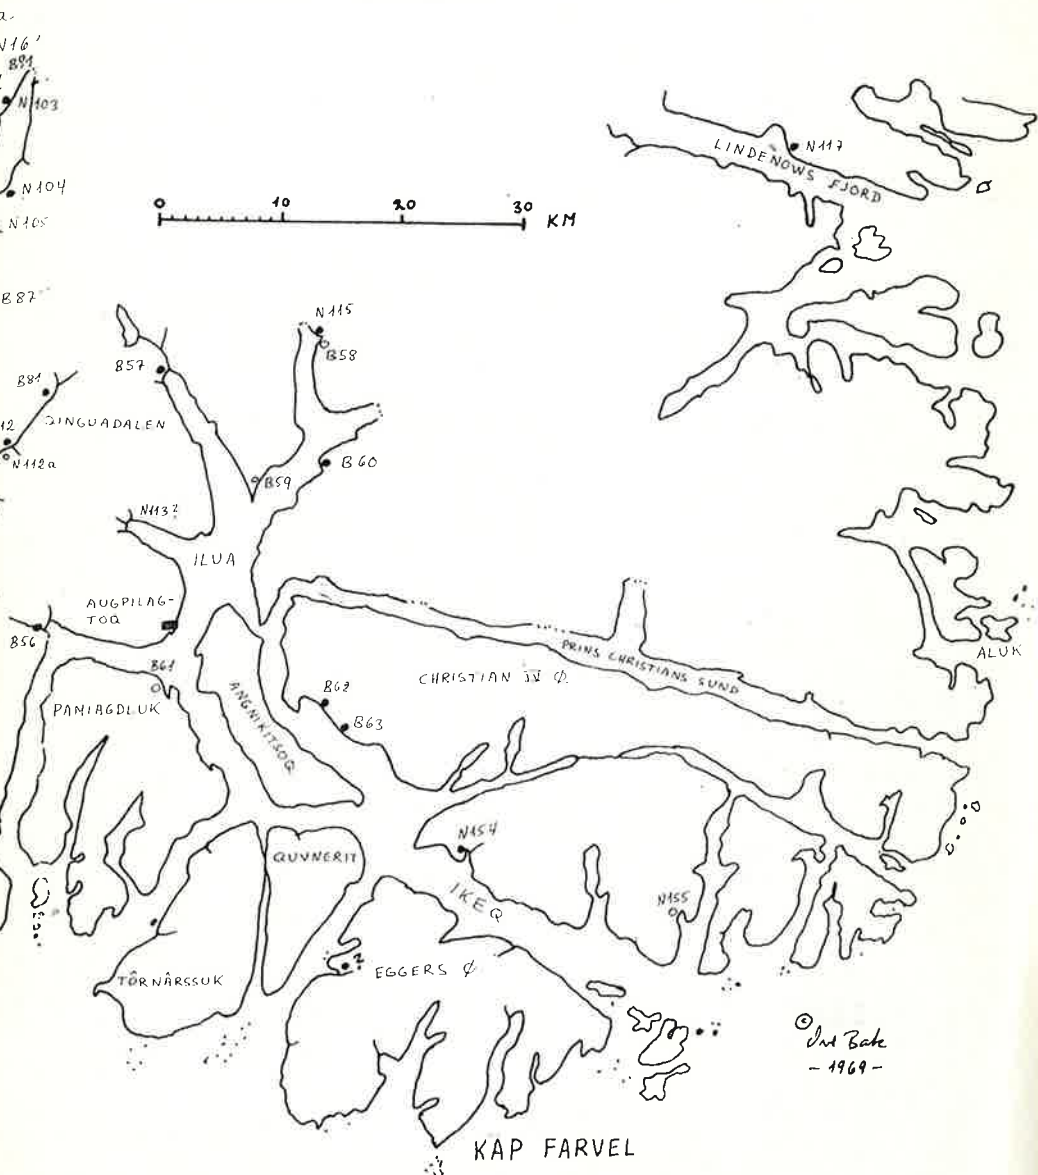 N16'
B81
N103
N104
N105
B87
0 10 20 30 KM
LINDENOWS FJORD
N117
N115
B58
B57
B81
QINGUADALEN
12
N112a
B60
B59
N113?
ILUA
AUGPILAG-
TOQ
B56
B61
PAMIAGDLUK
ANGNIKITSOQ
B62
B63
CHRISTIAN IV Ø.
PRINS CHRISTIANS SUND
ALUK
N154
QUVNERIT
IKEQ
N155
TÔRNÂRSSUK
2
EGGERS Ø
©
- 1969 -
KAP FARVEL